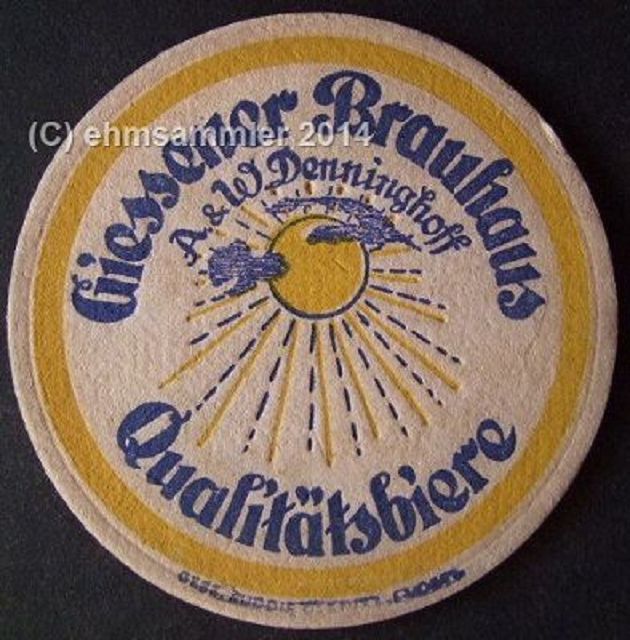 (C) ehmsammler 2014
Giessener Brauhaus
A. & W. Denninghoff
Qualitätsbiere